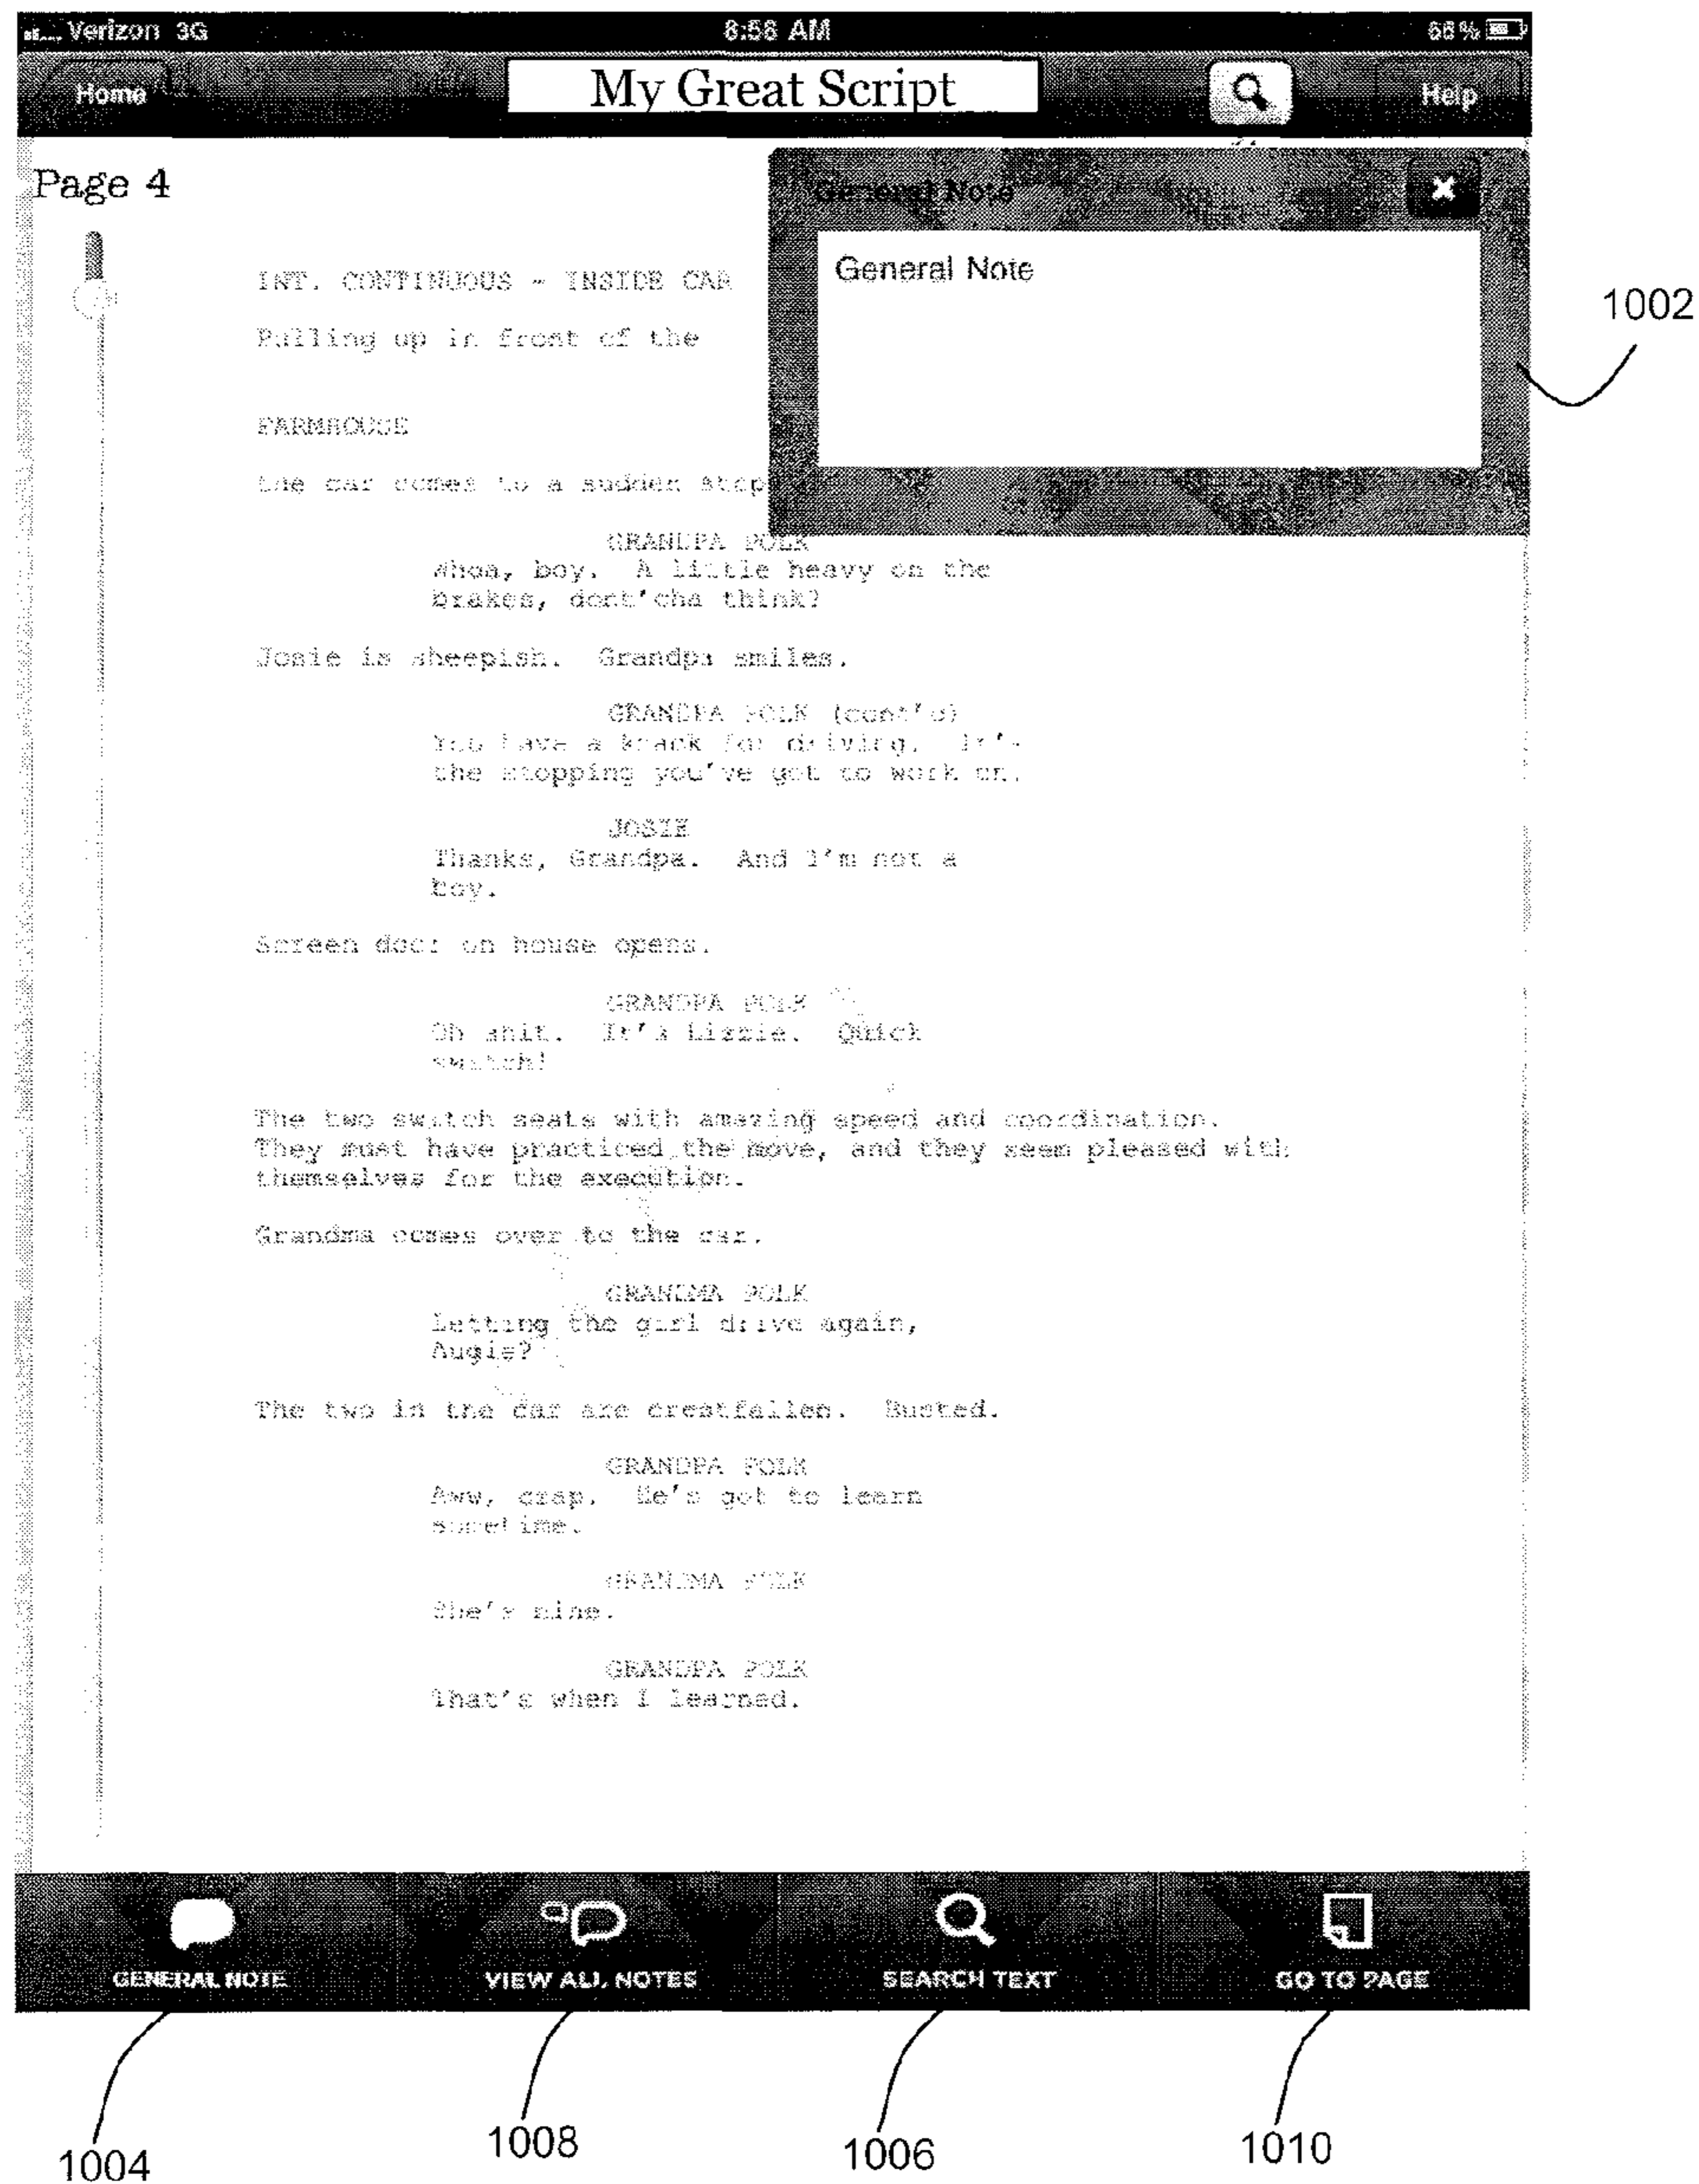 Verizon 3G 8:58 AM 66%
Home My Great Script Help
Page 4
General Note
General Note
1002
INT. CONTINUOUS - INSIDE CAR
Pulling up in front of the
FARMHOUSE
the car comes to a sudden stop
GRANDPA POLK
Whoa, boy. A little heavy on the
brakes, dont'cha think?
Josie is sheepish. Grandpa smiles.
GRANDPA POLK (cont'd)
You have a knack for driving. It's
the stopping you've got to work on.
JOSIE
Thanks, Grandpa. And I'm not a
boy.
Screen door on house opens.
GRANDPA POLK
Oh shit. It's Lizzie. Quick
switch!
The two switch seats with amazing speed and coordination.
They must have practiced the move, and they seem pleased with
themselves for the execution.
Grandma comes over to the car.
GRANDMA POLK
Letting the girl drive again,
Augie?
The two in the car are crestfallen. Busted.
GRANDPA POLK
Aww, crap. He's got to learn
sometime.
GRANDMA POLK
She's nine.
GRANDPA POLK
That's when I learned.
GENERAL NOTE VIEW ALL NOTES SEARCH TEXT GO TO PAGE
1004 1008 1006 1010